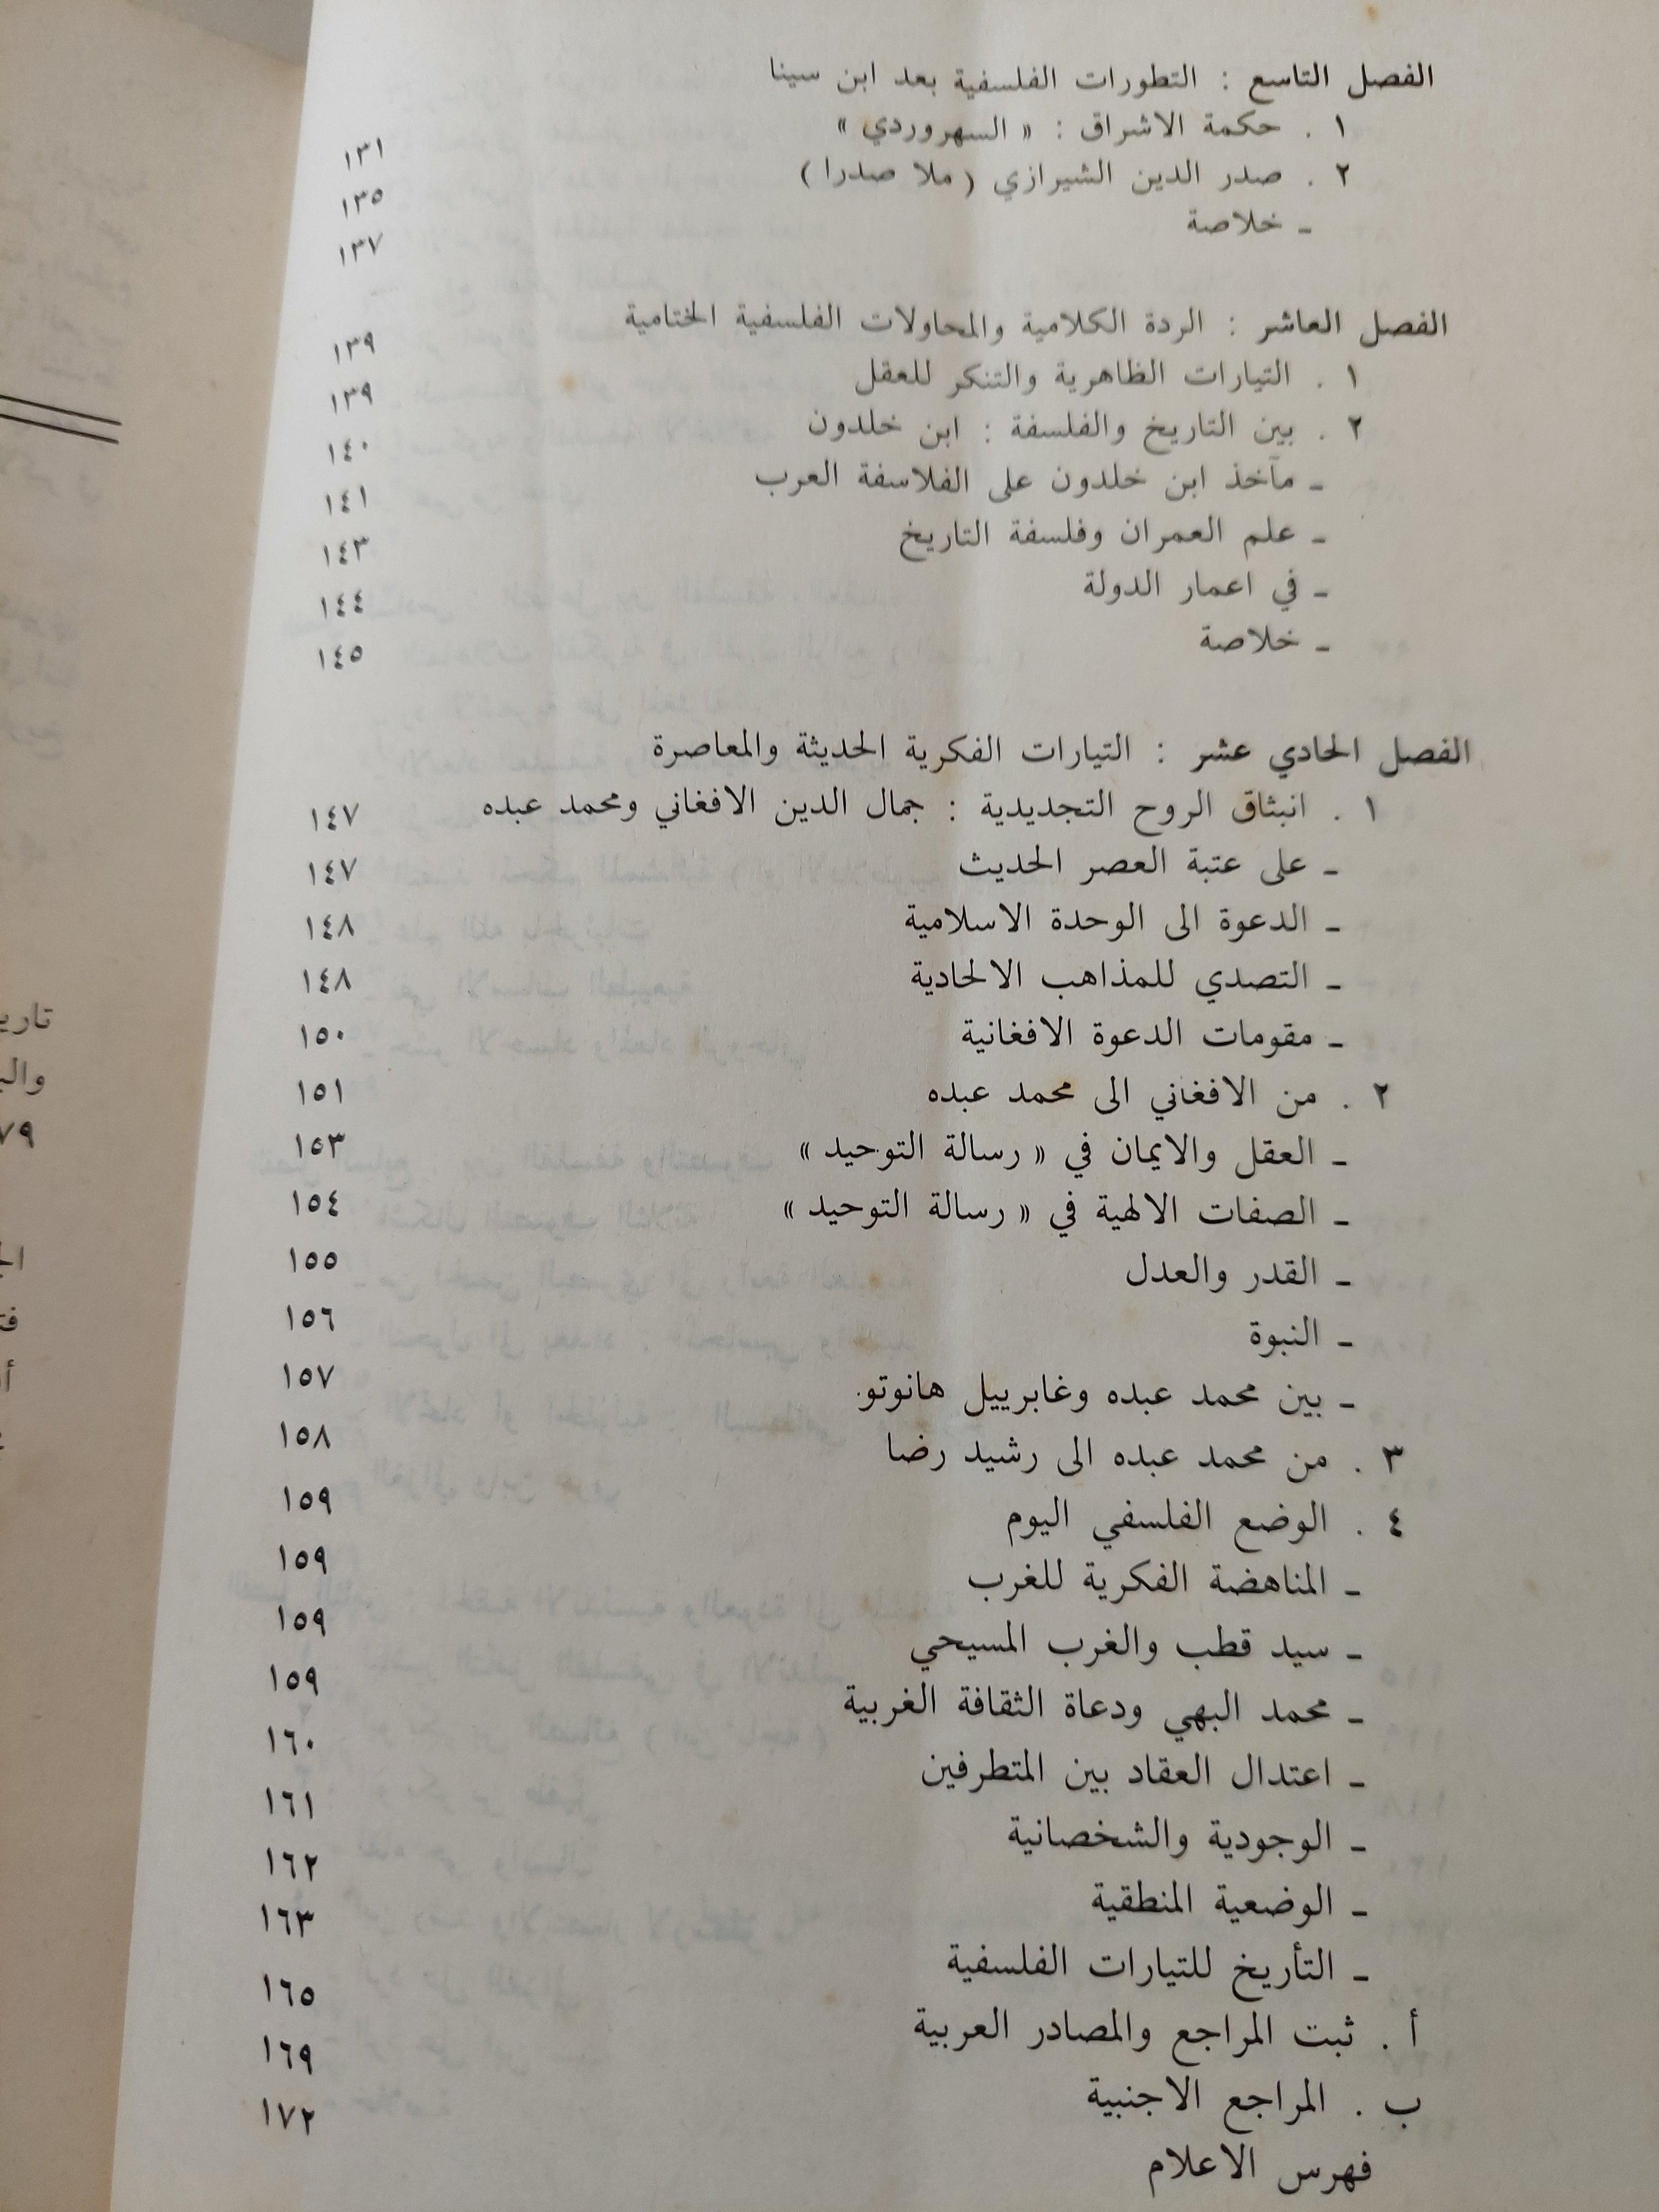 الفصل التاسع : التطورات الفلسفية بعد ابن سينا
١ . حكمة الاشراق : « السهروردي » ١٣١
٢ . صدر الدين الشيرازي ( ملا صدرا ) ١٣٥
ـ خلاصة ١٣٧
الفصل العاشر : الردة الكلامية والمحاولات الفلسفية الختامية ١٣٩
١ . التيارات الظاهرية والتنكر للعقل ١٣٩
٢ . بين التاريخ والفلسفة : ابن خلدون ١٤٠
ـ مآخذ ابن خلدون على الفلاسفة العرب ١٤١
ـ علم العمران وفلسفة التاريخ ١٤٣
ـ في اعمار الدولة ١٤٤
ـ خلاصة ١٤٥
الفصل الحادي عشر : التيارات الفكرية الحديثة والمعاصرة
١ . انبثاق الروح التجديدية : جمال الدين الافغاني ومحمد عبده ١٤٧
ـ على عتبة العصر الحديث ١٤٧
ـ الدعوة الى الوحدة الاسلامية ١٤٨
ـ التصدي للمذاهب الالحادية ١٤٨
ـ مقومات الدعوة الافغانية ١٥٠
٢ . من الافغاني الى محمد عبده ١٥١
ـ العقل والايمان في « رسالة التوحيد » ١٥٣
ـ الصفات الالهية في « رسالة التوحيد » ١٥٤
ـ القدر والعدل ١٥٥
ـ النبوة ١٥٦
ـ بين محمد عبده وغابرييل هانوتو. ١٥٧
٣ . من محمد عبده الى رشيد رضا ١٥٨
٤ . الوضع الفلسفي اليوم ١٥٩
ـ المناهضة الفكرية للغرب ١٥٩
ـ سيد قطب والغرب المسيحي ١٥٩
ـ محمد البهي ودعاة الثقافة الغربية ١٥٩
ـ اعتدال العقاد بين المتطرفين ١٦٠
ـ الوجودية والشخصانية ١٦١
ـ الوضعية المنطقية ١٦٢
ـ التأريخ للتيارات الفلسفية ١٦٣
أ . ثبت المراجع والمصادر العربية ١٦٥
ب . المراجع الاجنبية ١٦٩
فهرس الاعلام ١٧٢